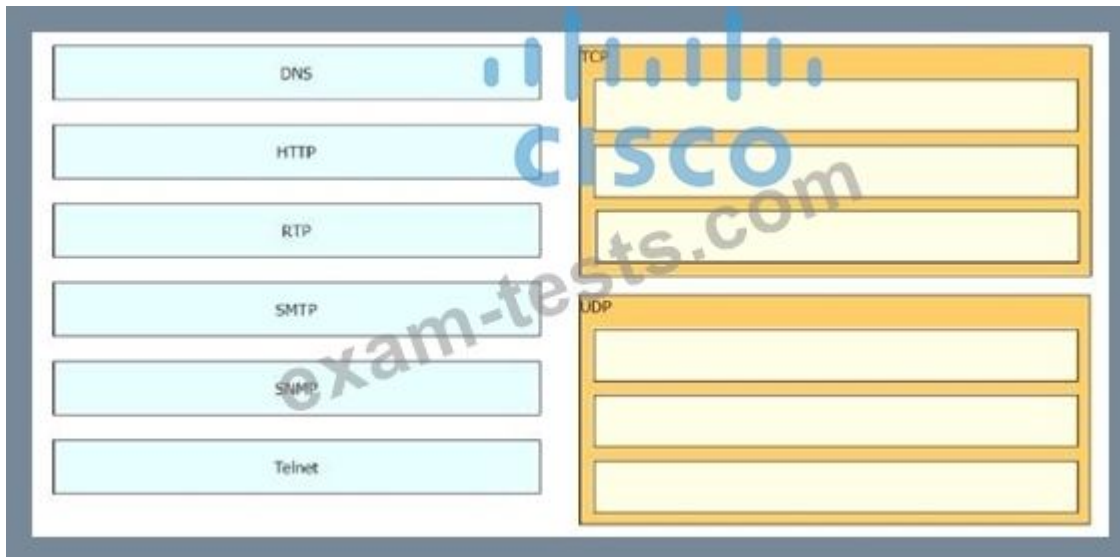 DNS
HTTP
RTP
SMTP
SNMP
Telnet
TCP
UDP
CISCO
exam-tests.com